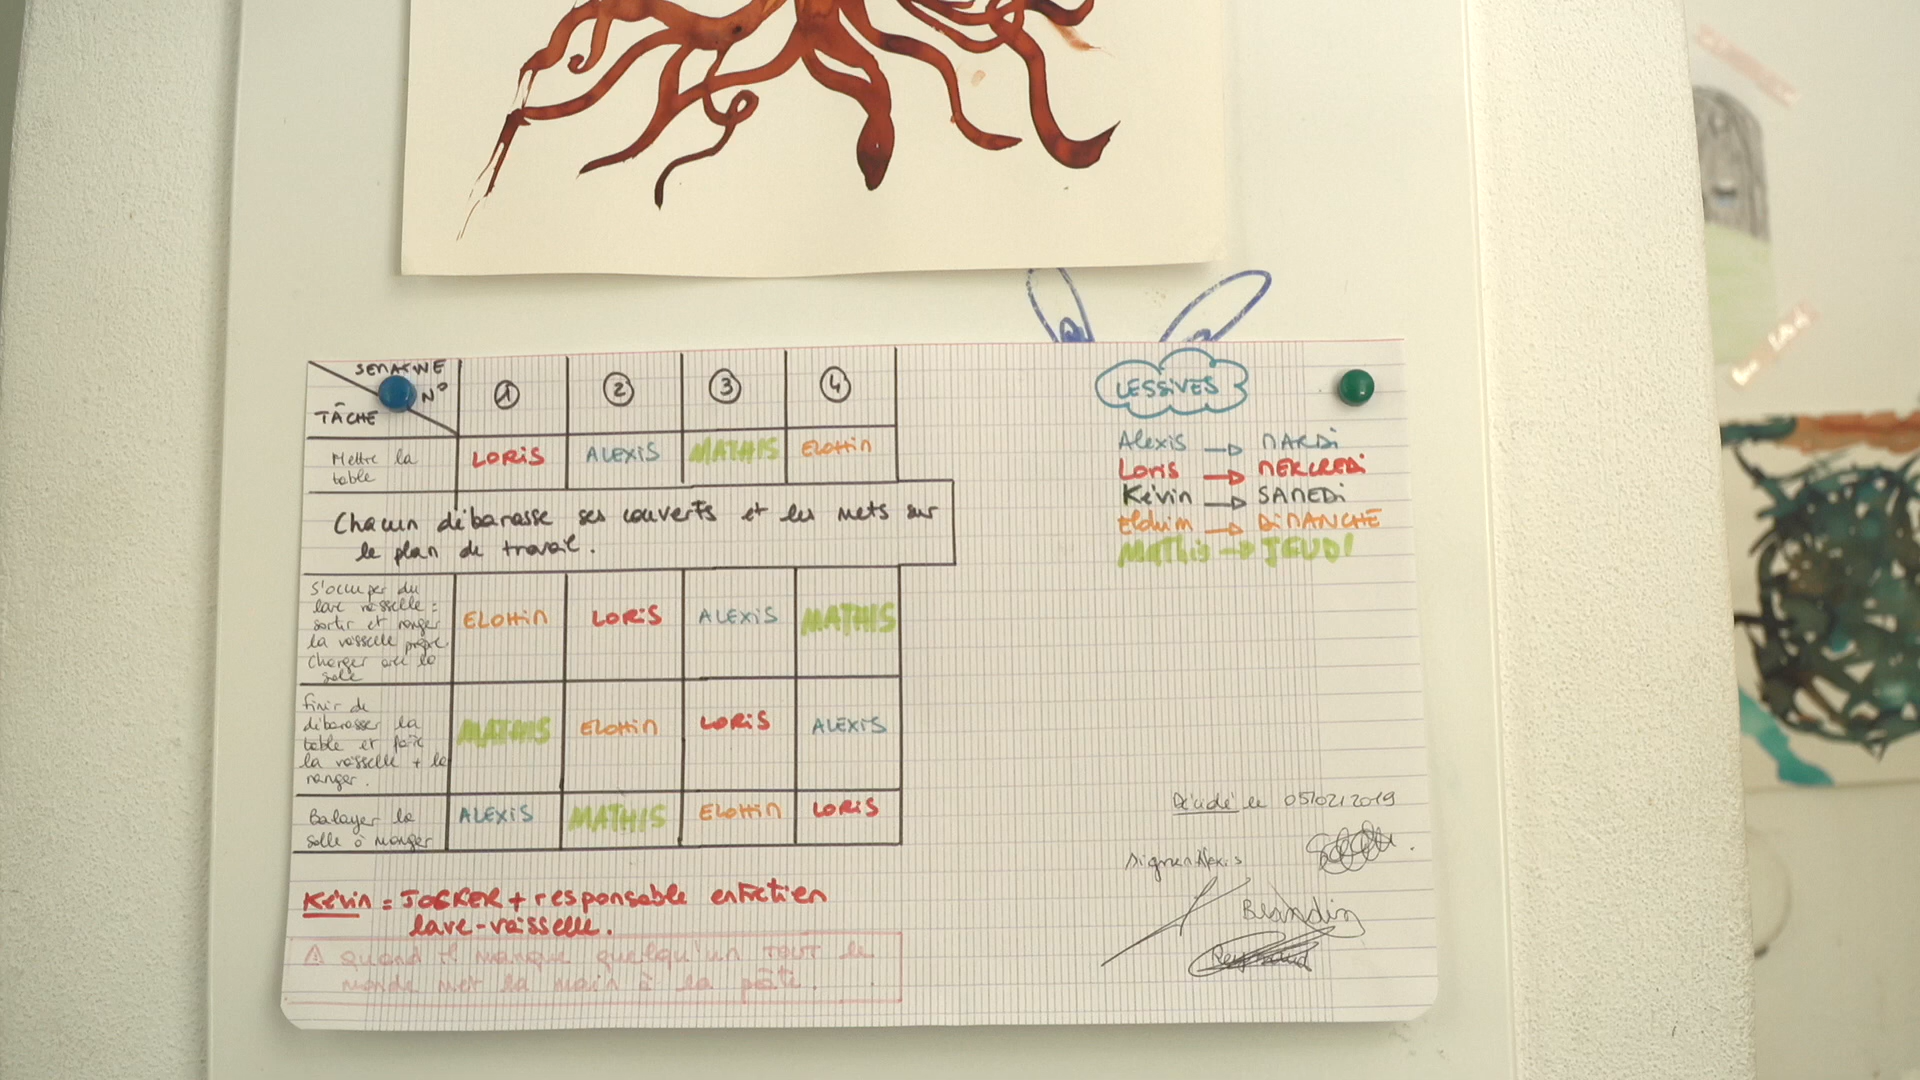 SEMAINE
N°
TÂCHE
① ② ③ ④
Mettre la
table
LORIS ALEXIS MATHIS ELOHIN
Chacun débarasse ses couverts et les mets sur
le plan de travail.
S'occuper du
lave vaisselle :
sortir et ranger
la vaisselle propre
charger avec la
sale
ELOHIN LORIS ALEXIS MATHIS
finir de
débarasser la
table et faire
la vaisselle + la
ranger.
MATHIS ELOHIN LORIS ALEXIS
Balayer la
salle à manger
ALEXIS MATHIS ELOHIN LORIS
Kévin = JOCKER + responsable entretien
lave-vaisselle.
⚠ quand il manque quelqu'un TOUT le
monde met la main à la pâte.
LESSIVES
Alexis → MARDI
Loris → MERCREDI
Kévin → SAMEDI
Elohim → DIMANCHE
MATHis → JEUDI
Décidé le 05/02/2019
Alexis
Blandin